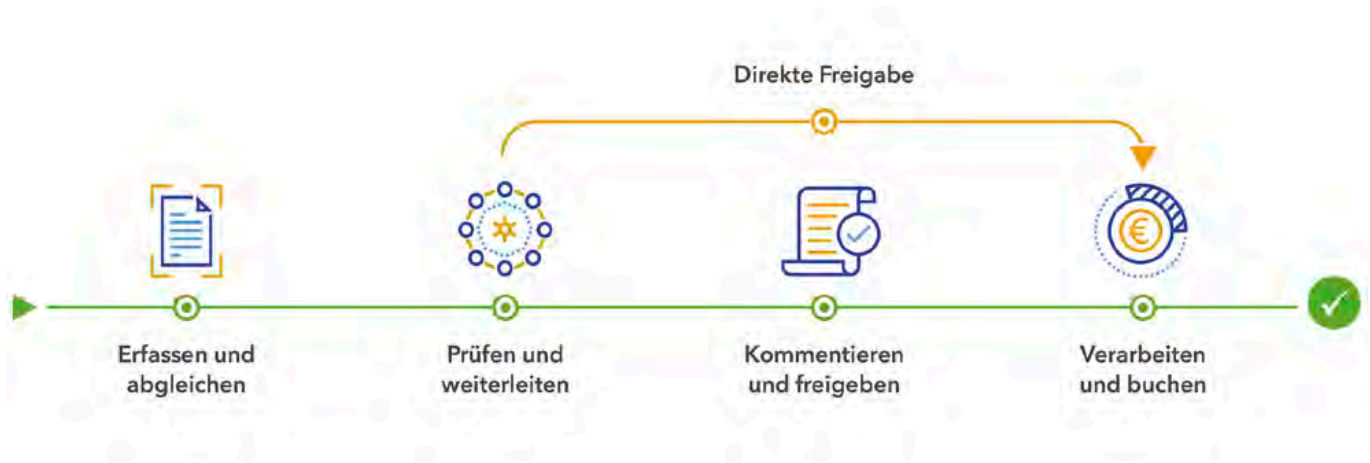 Direkte Freigabe
Erfassen und
abgleichen
Prüfen und
weiterleiten
Kommentieren
und freigeben
Verarbeiten
und buchen